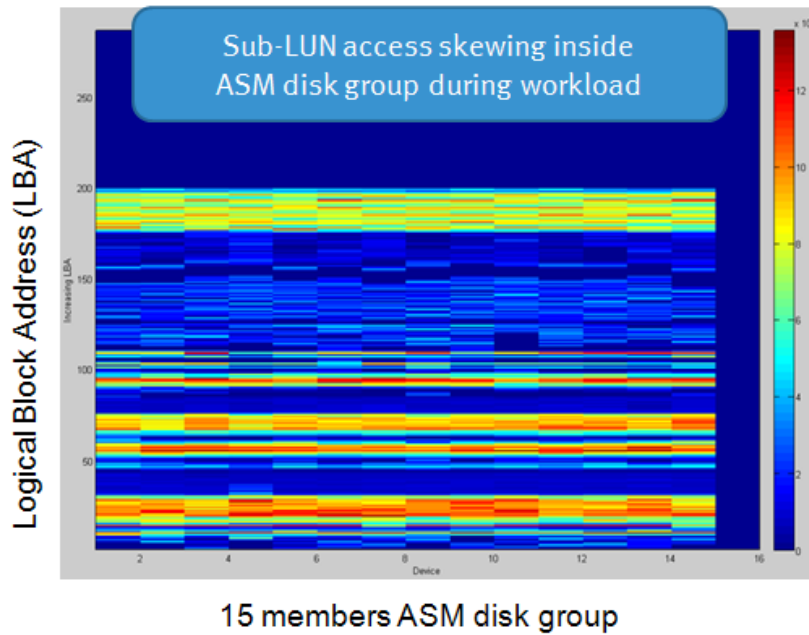 Sub-LUN access skewing inside
ASM disk group during workload
x 10
12
10
8
6
4
2
0
250
200
150
100
50
Increasing LBA
Logical Block Address (LBA)
2
4
6
8
10
12
14
16
Device
15 members ASM disk group